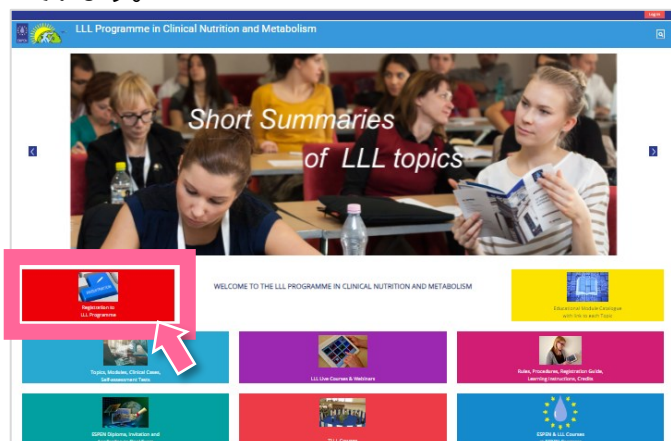 Log in
LLL Programme in Clinical Nutrition and Metabolism
Short Summaries
of LLL topics
Registration to
LLL Programme
WELCOME TO THE LLL PROGRAMME IN CLINICAL NUTRITION AND METABOLISM
Educational Module Catalogue
with link to each Topic
Topics, Modules, Clinical Cases,
Self-assessment Tests
LLL Live Courses & Webinars
Rules, Procedures, Registration Guide,
Learning Instructions, Credits
ESPEN Diploma, Invitation and
ESPEN & LLL Courses